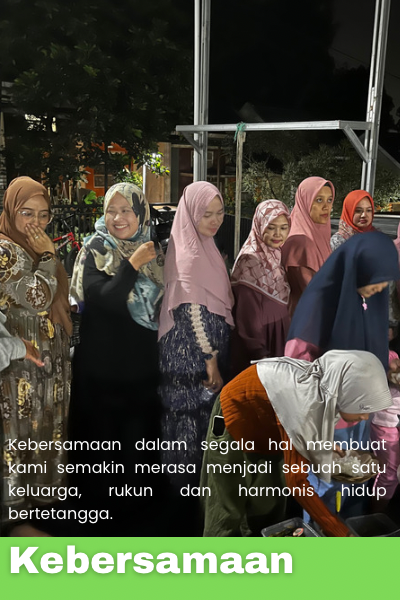 Kebersamaan dalam segala hal membuat
kami semakin merasa menjadi sebuah satu
keluarga, rukun dan harmonis hidup
bertetangga.
Kebersamaan